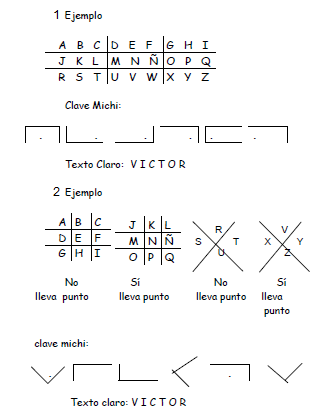 1 Ejemplo
A B C D E F G H I
J K L M N Ñ O P Q
R S T U V W X Y Z
Clave Michi:
Texto Claro: V I C T O R
2 Ejemplo
A B C
D E F
G H I
J K L
M N Ñ
O P Q
R
S T
U
V
X Y
Z
No lleva punto
Sí lleva punto
No lleva punto
Sí lleva punto
clave michi:
Texto claro: V I C T O R